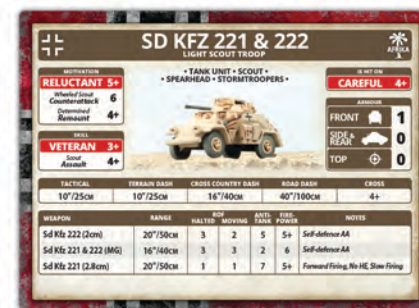 SD KFZ 221 & 222
LIGHT SCOUT TROOP
AFRIKA
• TANK UNIT • SCOUT •
• SPEARHEAD • STORMTROOPERS •
MOTIVATION
RELUCTANT 5+
Wheeled Scout
Counterattack 6
Determined
Remount 4+
SKILL
VETERAN 3+
Scout
Assault 4+
IS HIT ON
CAREFUL 4+
ARMOUR
FRONT 1
SIDE & REAR 0
TOP 0
TACTICAL TERRAIN DASH CROSS COUNTRY DASH ROAD DASH CROSS
10"/25CM 10"/25CM 16"/40CM 40"/100CM 4+
WEAPON RANGE ROF HALTED MOVING ANTI-TANK FIRE-POWER NOTES
Sd Kfz 222 (2cm) 20"/50CM 3 2 5 5+ Self-defence AA
Sd Kfz 221 & 222 (MG) 16"/40CM 3 3 2 6 Self-defence AA
Sd Kfz 221 (2.8cm) 20"/50CM 1 1 7 5+ Forward Firing, No HE, Slow Firing